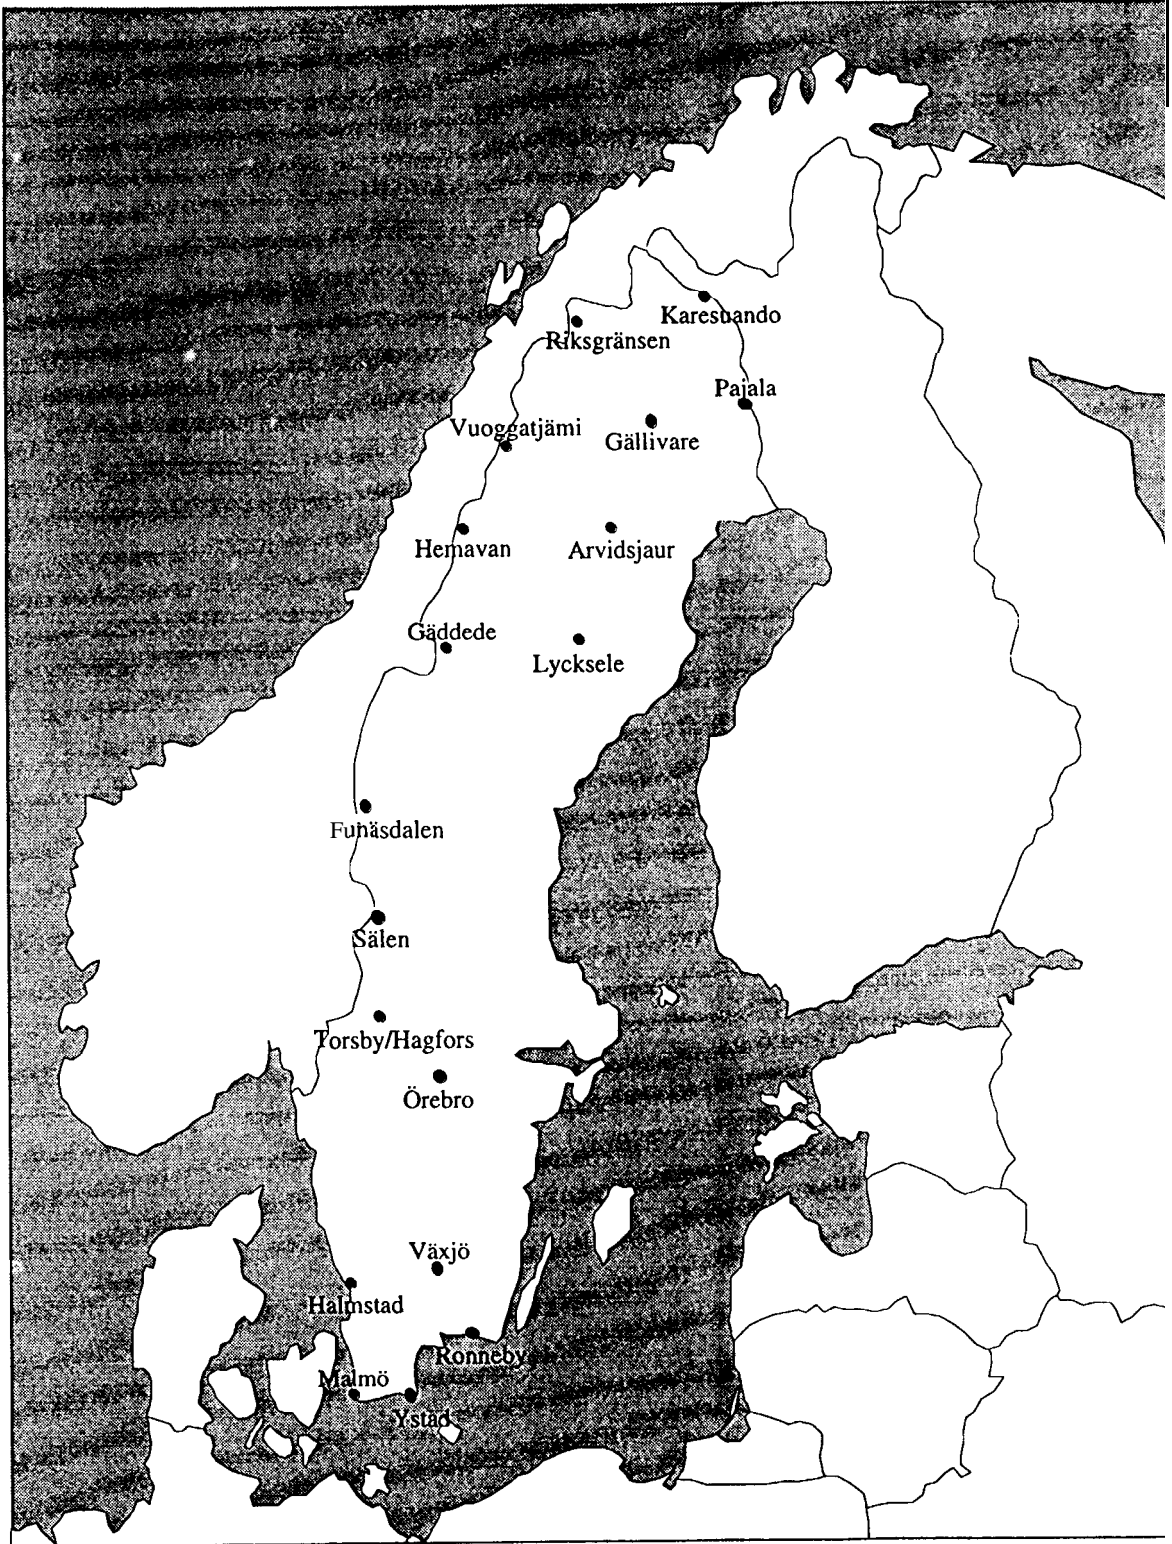 Karesuando
Riksgränsen
Pajala
Vuoggatjämi
Gällivare
Hemavan
Arvidsjaur
Gäddede
Lycksele
Funäsdalen
Sälen
Torsby/Hagfors
Örebro
Växjö
Halmstad
Ronneby
Malmö
Ystad